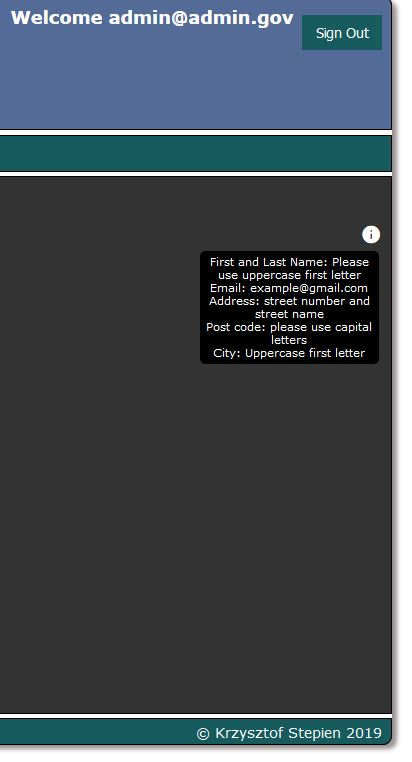 Welcome admin@admin.gov
Sign Out
First and Last Name: Please
use uppercase first letter
Email: example@gmail.com
Address: street number and
street name
Post code: please use capital
letters
City: Uppercase first letter
© Krzysztof Stepien 2019